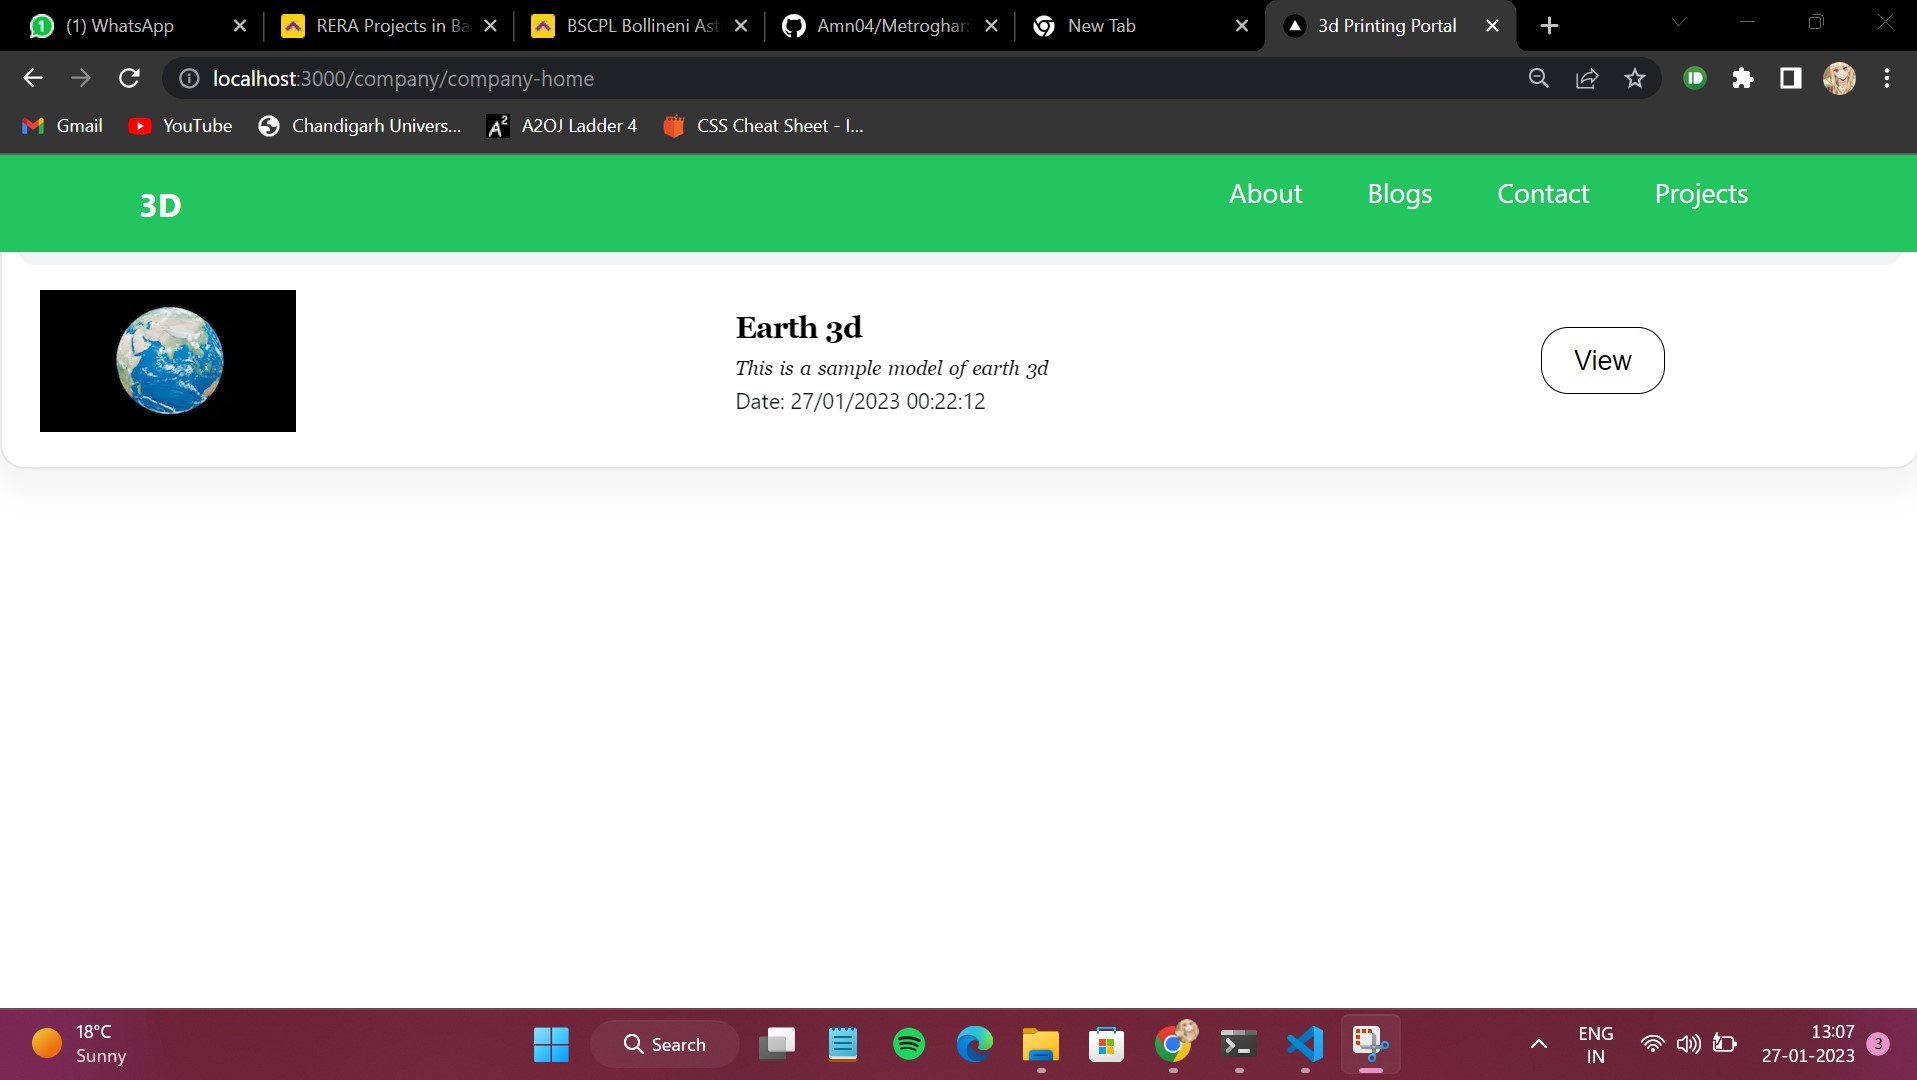 1 (1) WhatsApp
RERA Projects in Ba
BSCPL Bollineni Ast
Amn04/Metroghar:
New Tab
3d Printing Portal
localhost:3000/company/company-home
Gmail
YouTube
Chandigarh Univers...
A2 A2OJ Ladder 4
CSS Cheat Sheet - I...
3D
About
Blogs
Contact
Projects
Earth 3d
This is a sample model of earth 3d
Date: 27/01/2023 00:22:12
View
18°C
Sunny
Search
ENG
IN
13:07
27-01-2023
3